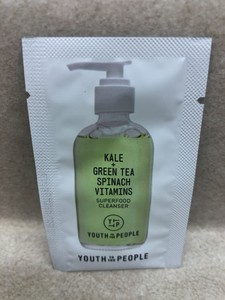 KALE
+
GREEN TEA
SPINACH
VITAMINS
SUPERFOOD
CLEANSER
Y P
YOUTH TO THE PEOPLE
YOUTH TO THE PEOPLE